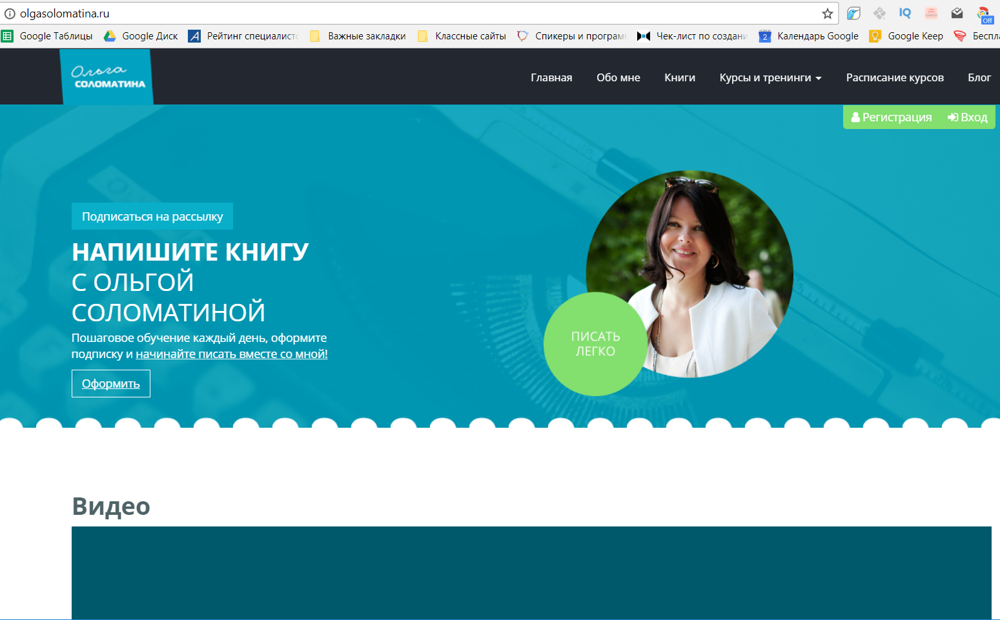 olgasolomatina.ru
IQ
Off
Google Таблицы
Google Диск
Рейтинг специалист
Важные закладки
Классные сайты
Спикеры и програм
Чек-лист по создани
2
Календарь Google
Google Keep
Беспл
Ольга
СОЛОМАТИНА
Главная
Обо мне
Книги
Курсы и тренинги
Расписание курсов
Блог
Регистрация
Вход
Подписаться на рассылку
НАПИШИТЕ КНИГУ
С ОЛЬГОЙ
СОЛОМАТИНОЙ
Пошаговое обучение каждый день, оформите
подписку и начинайте писать вместе со мной!
Оформить
ПИСАТЬ
ЛЕГКО
Видео